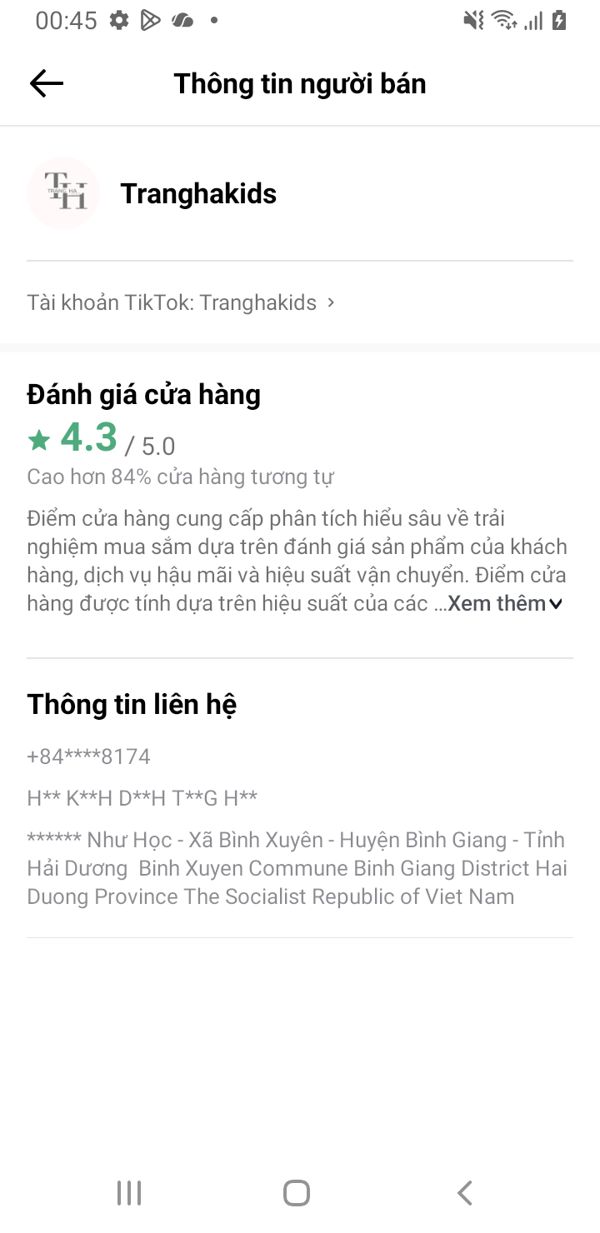 00:45
Thông tin người bán
TH
TRANG HA
Tranghakids
Tài khoản TikTok: Tranghakids >
Đánh giá cửa hàng
4.3 / 5.0
Cao hơn 84% cửa hàng tương tự
Điểm cửa hàng cung cấp phân tích hiểu sâu về trải
nghiệm mua sắm dựa trên đánh giá sản phẩm của khách
hàng, dịch vụ hậu mãi và hiệu suất vận chuyển. Điểm cửa
hàng được tính dựa trên hiệu suất của các ...Xem thêm
Thông tin liên hệ
+84****8174
H** K**H D**H T**G H**
****** Như Học - Xã Bình Xuyên - Huyện Bình Giang - Tỉnh
Hải Dương  Binh Xuyen Commune Binh Giang District Hai
Duong Province The Socialist Republic of Viet Nam